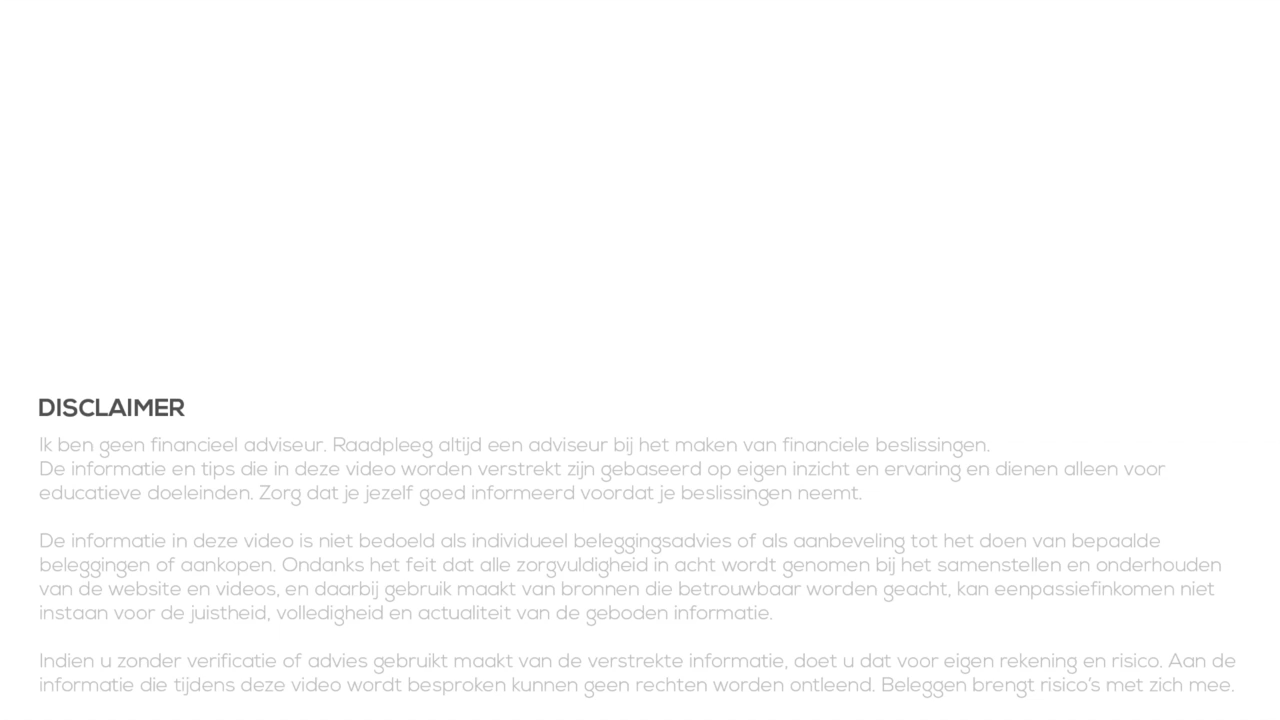 DISCLAIMER
Ik ben geen financieel adviseur. Raadpleeg altijd een adviseur bij het maken van financiele beslissingen.
De informatie en tips die in deze video worden verstrekt zijn gebaseerd op eigen inzicht en ervaring en dienen alleen voor
educatieve doeleinden. Zorg dat je jezelf goed informeerd voordat je beslissingen neemt.
De informatie in deze video is niet bedoeld als individueel beleggingsadvies of als aanbeveling tot het doen van bepaalde
beleggingen of aankopen. Ondanks het feit dat alle zorgvuldigheid in acht wordt genomen bij het samenstellen en onderhouden
van de website en videos, en daarbij gebruik maakt van bronnen die betrouwbaar worden geacht, kan eenpassiefinkomen niet
instaan voor de juistheid, volledigheid en actualiteit van de geboden informatie.
Indien u zonder verificatie of advies gebruikt maakt van de verstrekte informatie, doet u dat voor eigen rekening en risico. Aan de
informatie die tijdens deze video wordt besproken kunnen geen rechten worden ontleend. Beleggen brengt risico's met zich mee.